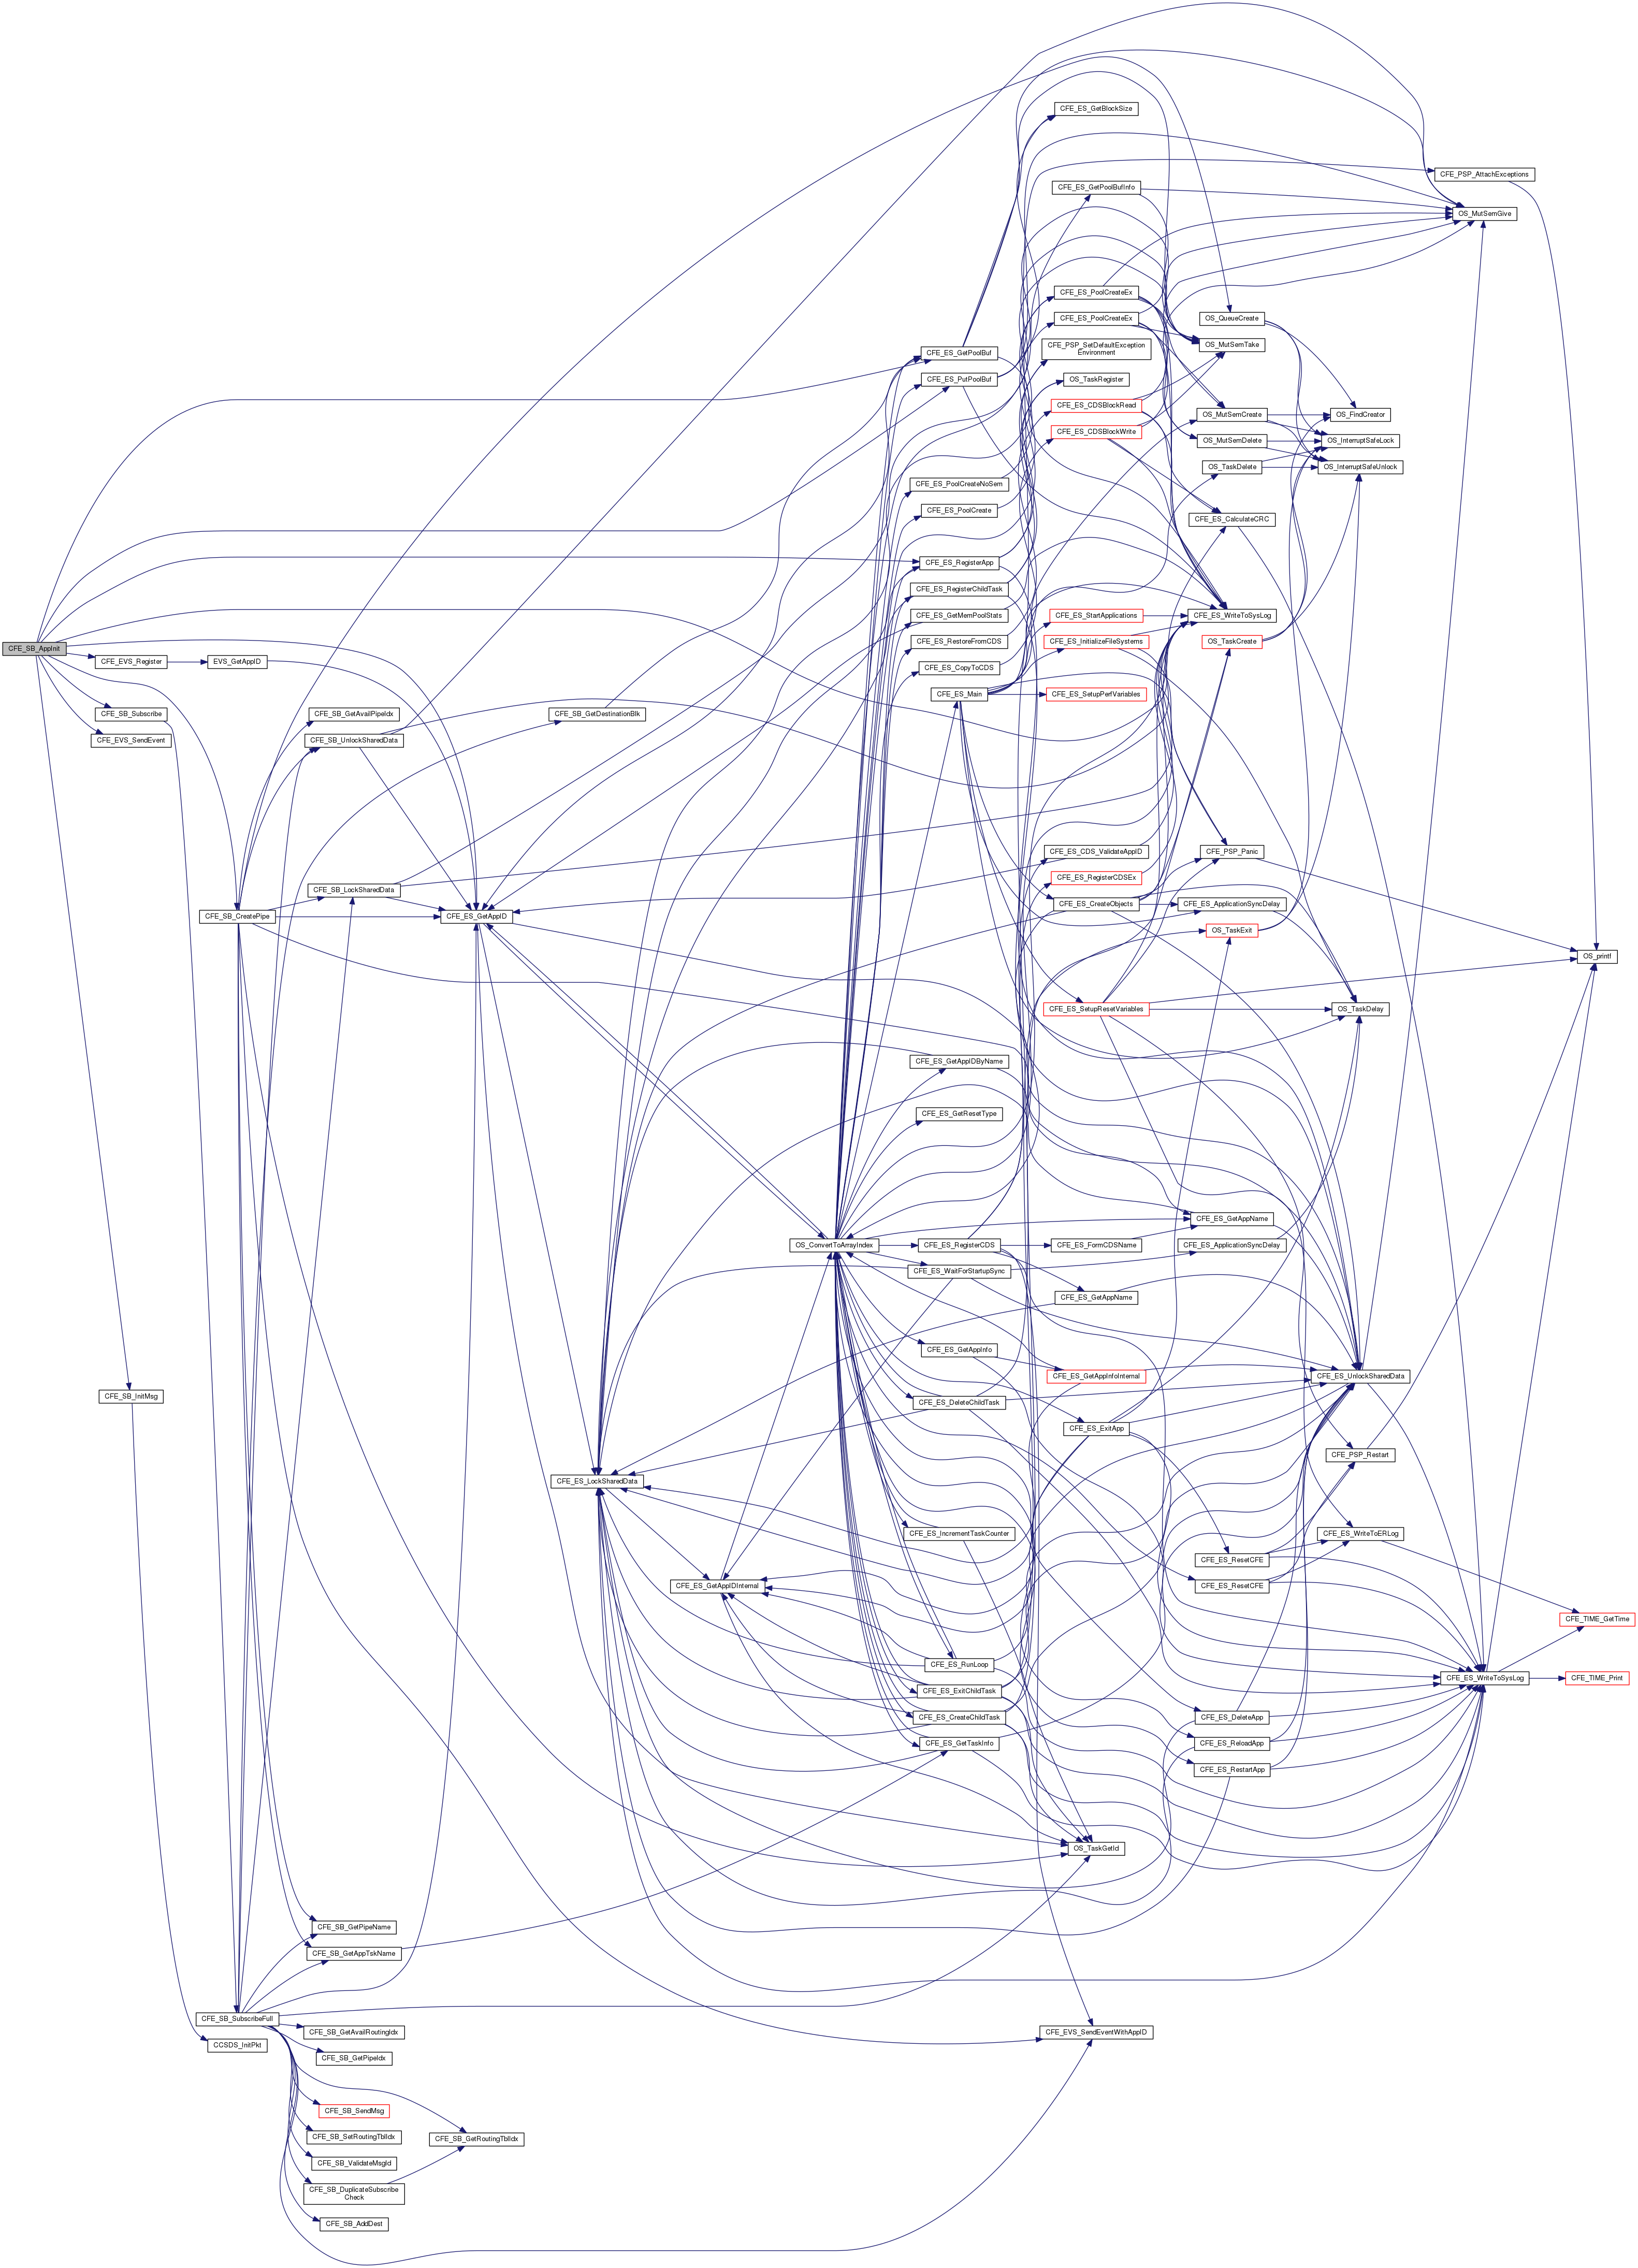 CFE_ES_GetBlockSize
CFE_PSP_AttachExceptions
CFE_ES_GetPoolBufInfo
OS_MutSemGive
CFE_ES_PoolCreateEx
CFE_ES_PoolCreateEx
OS_QueueCreate
CFE_PSP_SetDefaultException
Environment
OS_MutSemTake
CFE_ES_GetPoolBuf
CFE_ES_PutPoolBuf
OS_TaskRegister
CFE_ES_CDSBlockRead
OS_MutSemCreate
OS_FindCreator
CFE_ES_CDSBlockWrite
OS_MutSemDelete
OS_InterruptSafeLock
OS_TaskDelete
OS_InterruptSafeUnlock
CFE_ES_PoolCreateNoSem
CFE_ES_PoolCreate
CFE_ES_CalculateCRC
CFE_ES_RegisterApp
CFE_ES_RegisterChildTask
CFE_ES_GetMemPoolStats
CFE_ES_StartApplications
CFE_ES_WriteToSysLog
CFE_SB_AppInit
CFE_ES_RestoreFromCDS
CFE_ES_InitializeFileSystems
OS_TaskCreate
CFE_EVS_Register
EVS_GetAppID
CFE_ES_CopyToCDS
CFE_ES_Main
CFE_ES_SetupPerfVariables
CFE_SB_Subscribe
CFE_SB_GetAvailPipeIdx
CFE_SB_GetDestinationBlk
CFE_EVS_SendEvent
CFE_SB_UnlockSharedData
CFE_ES_CDS_ValidateAppID
CFE_PSP_Panic
CFE_ES_RegisterCDSEx
CFE_SB_LockSharedData
CFE_ES_CreateObjects
CFE_ES_ApplicationSyncDelay
CFE_SB_CreatePipe
CFE_ES_GetAppID
OS_TaskExit
OS_printf
CFE_ES_SetupResetVariables
OS_TaskDelay
CFE_ES_GetAppIDByName
CFE_ES_GetResetType
CFE_ES_GetAppName
OS_ConvertToArrayIndex
CFE_ES_RegisterCDS
CFE_ES_FormCDSName
CFE_ES_ApplicationSyncDelay
CFE_ES_WaitForStartupSync
CFE_ES_GetAppName
CFE_ES_GetAppInfo
CFE_ES_GetAppInfoInternal
CFE_ES_UnlockSharedData
CFE_SB_InitMsg
CFE_ES_DeleteChildTask
CFE_ES_ExitApp
CFE_PSP_Restart
CFE_ES_LockSharedData
CFE_ES_IncrementTaskCounter
CFE_ES_WriteToERLog
CFE_ES_ResetCFE
CFE_ES_GetAppIDInternal
CFE_ES_ResetCFE
CFE_TIME_GetTime
CFE_ES_RunLoop
CFE_ES_WriteToSysLog
CFE_TIME_Print
CFE_ES_ExitChildTask
CFE_ES_CreateChildTask
CFE_ES_DeleteApp
CFE_ES_GetTaskInfo
CFE_ES_ReloadApp
CFE_ES_RestartApp
OS_TaskGetId
CFE_SB_GetPipeName
CFE_SB_GetAppTskName
CFE_SB_SubscribeFull
CFE_SB_GetAvailRoutingIdx
CFE_EVS_SendEventWithAppID
CCSDS_InitPkt
CFE_SB_GetPipeIdx
CFE_SB_SendMsg
CFE_SB_SetRoutingTblIdx
CFE_SB_GetRoutingTblIdx
CFE_SB_ValidateMsgId
CFE_SB_DuplicateSubscribe
Check
CFE_SB_AddDest